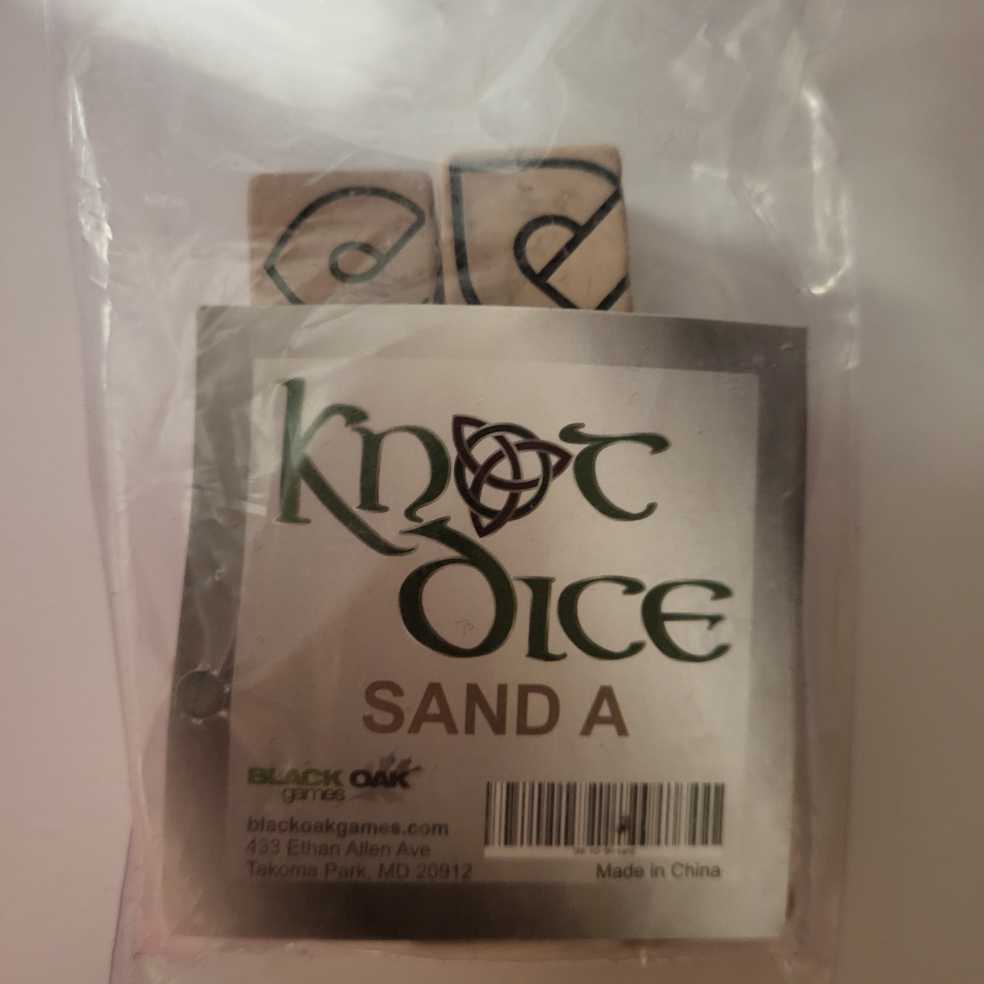 Knot
Dice
SAND A
BLACK OAK
games
blackoakgames.com
433 Ethan Allen Ave
Takoma Park, MD 20912
Made in China